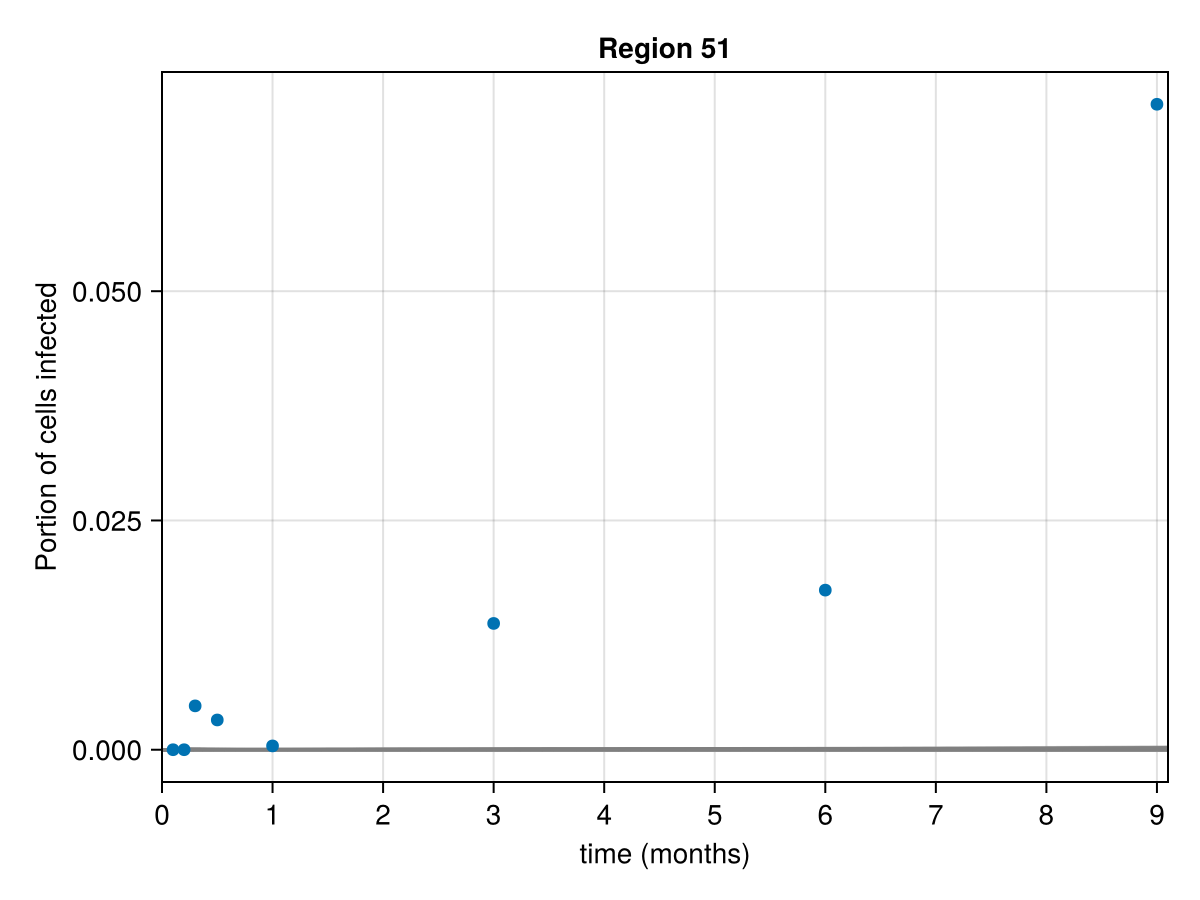 Region 51
Portion of cells infected
0.050
0.025
0.000
0 1 2 3 4 5 6 7 8 9
time (months)